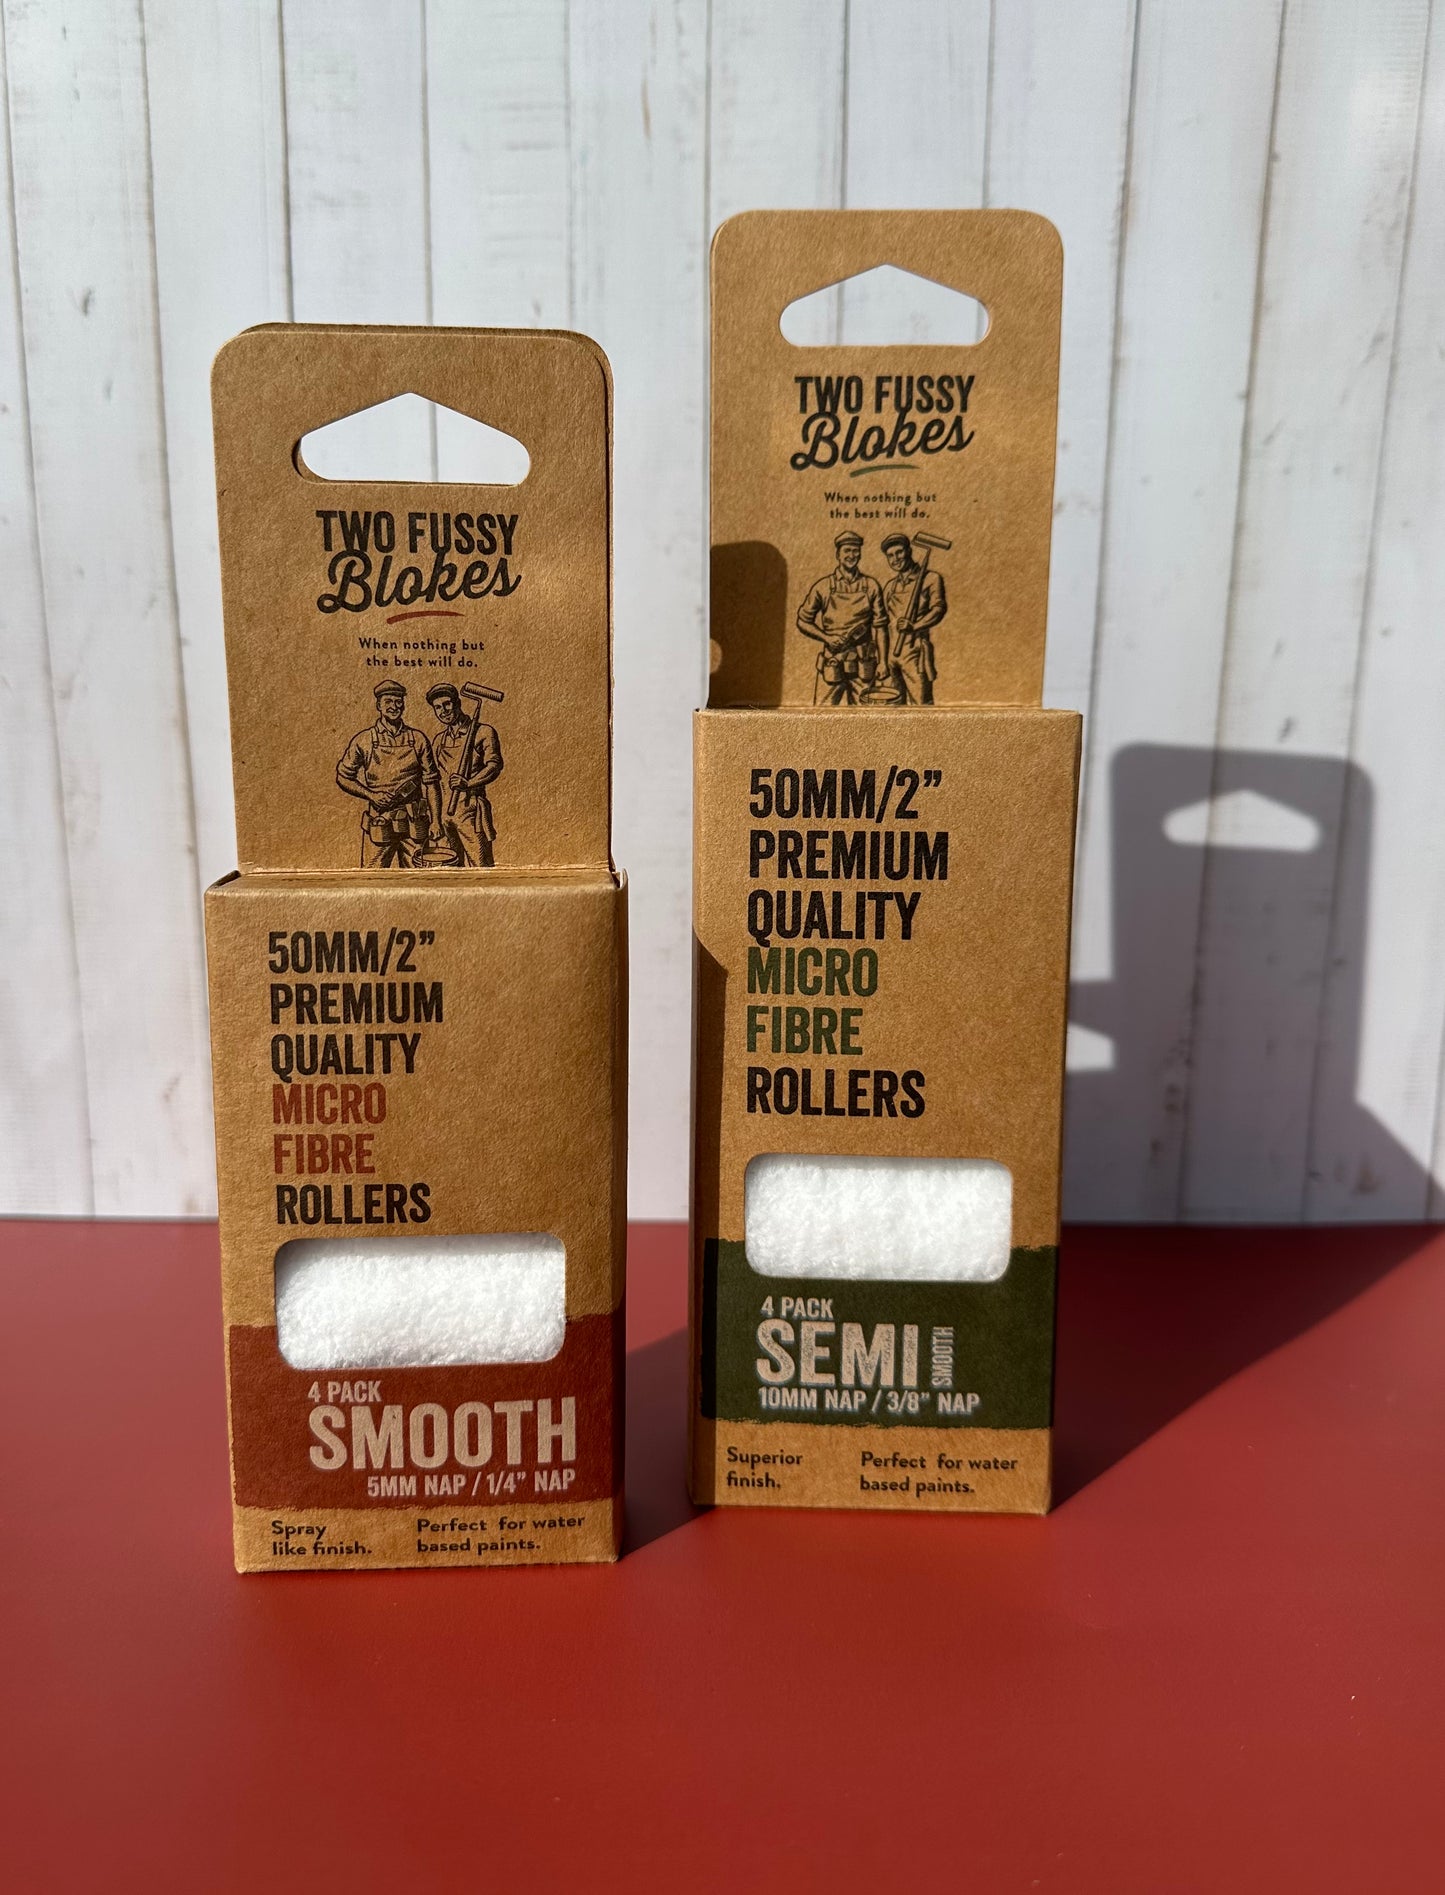 TWO FUSSY
Blokes
When nothing but
the best will do.
50MM/2”
PREMIUM
QUALITY
MICRO
FIBRE
ROLLERS
4 PACK
SMOOTH
5MM NAP / 1/4” NAP
Spray
like finish.
Perfect for water
based paints.
TWO FUSSY
Blokes
When nothing but
the best will do.
50MM/2”
PREMIUM
QUALITY
MICRO
FIBRE
ROLLERS
4 PACK
SEMI
SMOOTH
10MM NAP / 3/8” NAP
Superior
finish.
Perfect for water
based paints.